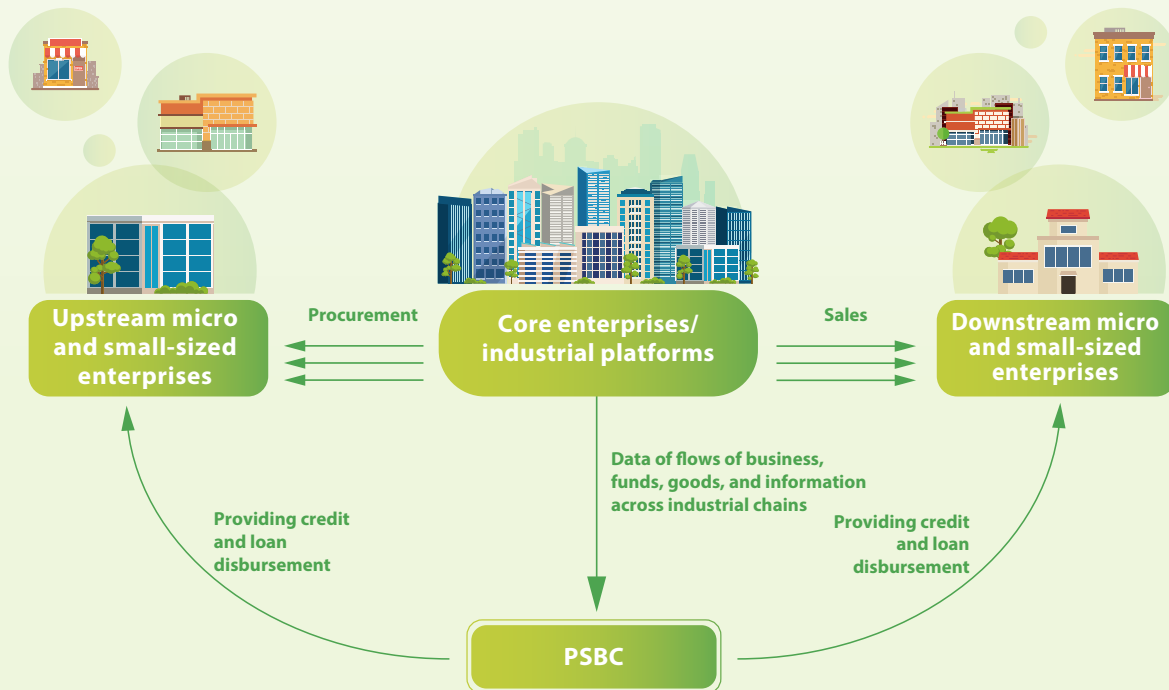 Upstream micro
and small-sized
enterprises
Procurement
Core enterprises/
industrial platforms
Sales
Downstream micro
and small-sized
enterprises
Data of flows of business,
funds, goods, and information
across industrial chains
Providing credit
and loan
disbursement
Providing credit
and loan
disbursement
PSBC